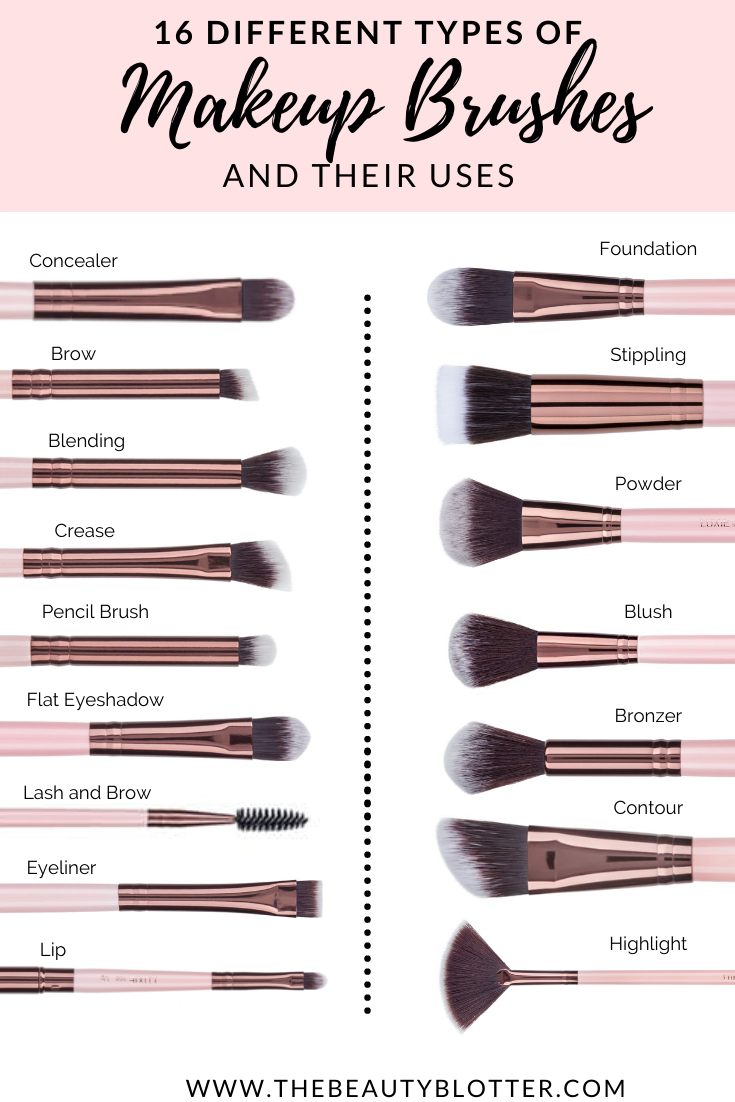 16 DIFFERENT TYPES OF
Makeup Brushes
AND THEIR USES
Concealer
Brow
Blending
Crease
Pencil Brush
Flat Eyeshadow
Lash and Brow
Eyeliner
Lip
Foundation
Stippling
Powder
LUXIE
Blush
Bronzer
Contour
Highlight
WWW.THEBEAUTYBLOTTER.COM